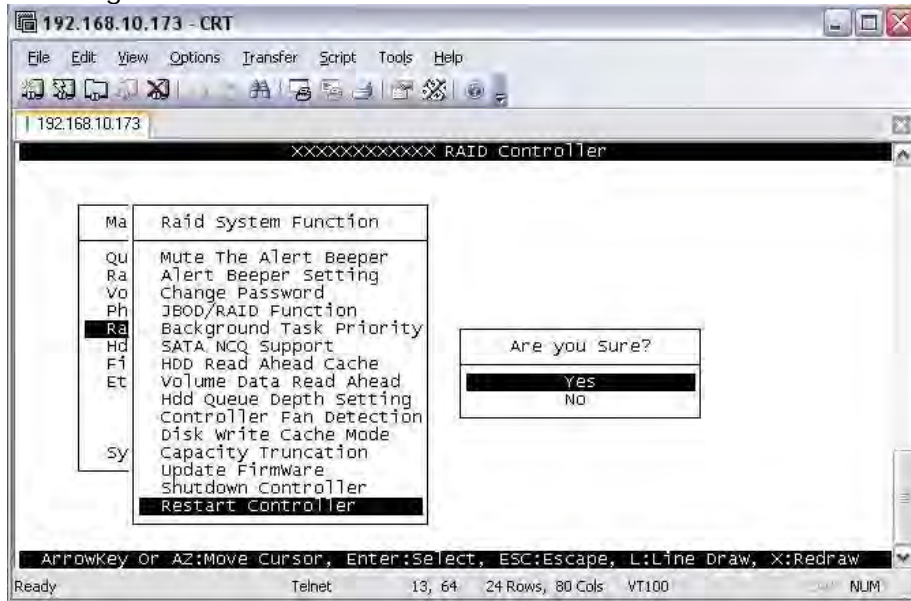 192.168.10.173 - CRT
File Edit View Options Transfer Script Tools Help
192.168.10.173
XXXXXXXXXXXX RAID Controller
Ma
Qu
Ra
Vo
Ph
Ra
Hd
Fi
Et
Sy
Raid System Function
Mute The Alert Beeper
Alert Beeper Setting
Change Password
JBOD/RAID Function
Background Task Priority
SATA NCQ Support
HDD Read Ahead Cache
Volume Data Read Ahead
Hdd Queue Depth Setting
Controller Fan Detection
Disk Write Cache Mode
Capacity Truncation
Update Firmware
Shutdown Controller
Restart Controller
Are you Sure?
Yes
No
ArrowKey Or AZ:Move Cursor, Enter:Select, ESC:Escape, L:Line Draw, X:Redraw
Ready Telnet 13, 64 24 Rows, 80 Cols VT100 NUM